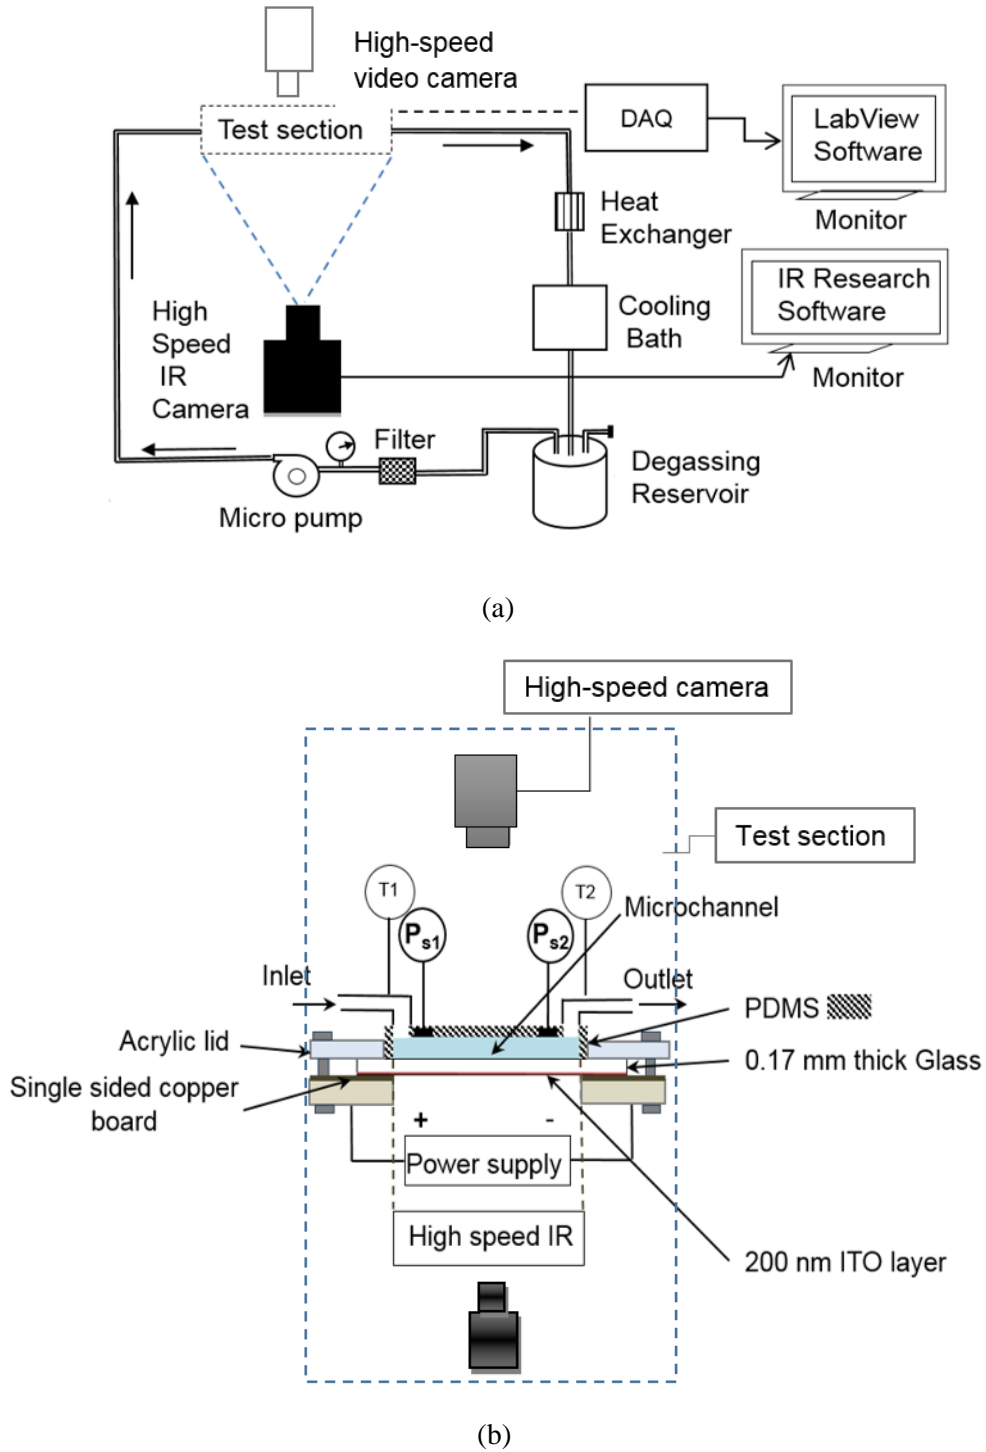 High-speed
video camera
Test section
DAQ
LabView
Software
Monitor
Heat
Exchanger
IR Research
Software
Monitor
High
Speed
IR
Camera
Cooling
Bath
Filter
Degassing
Reservoir
Micro pump
(a)
High-speed camera
Test section
T1
T2
Ps1
Ps2
Microchannel
Inlet
Outlet
PDMS
Acrylic lid
0.17 mm thick Glass
Single sided copper
board
+
-
Power supply
High speed IR
200 nm ITO layer
(b)